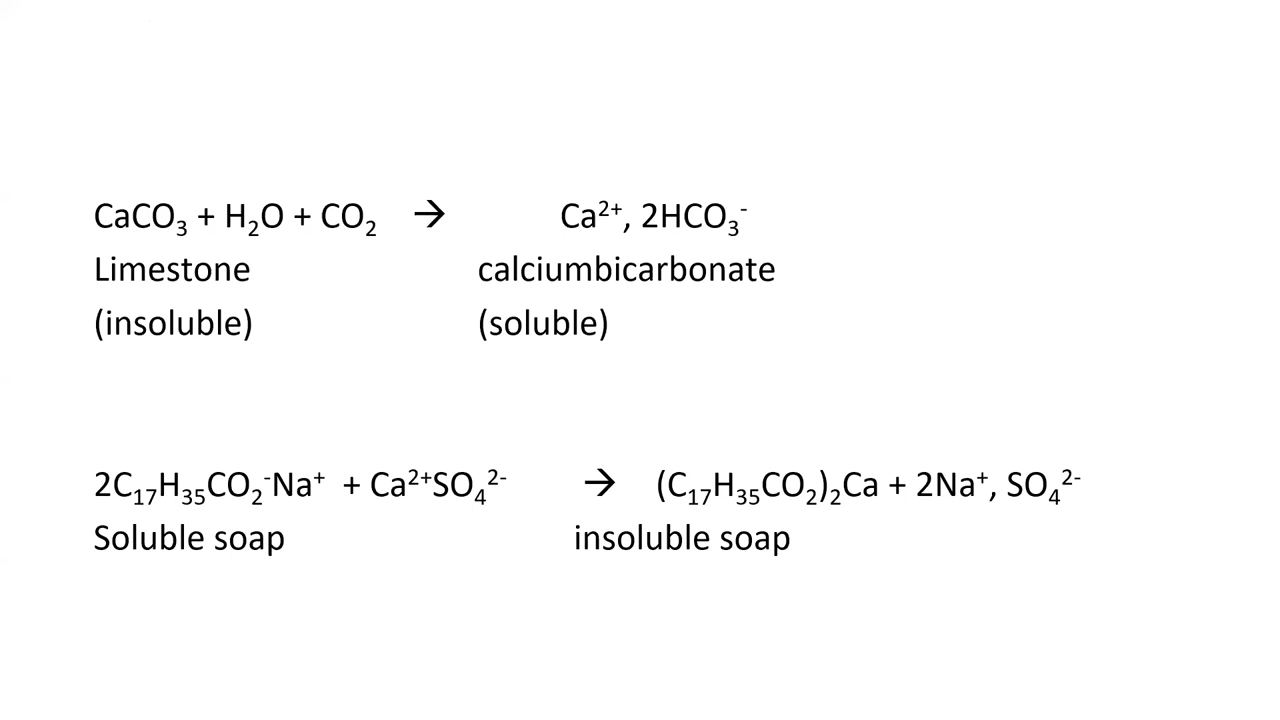 CaCO₃ + H₂O + CO₂ → Ca²⁺, 2HCO₃⁻
Limestone calciumbicarbonate
(insoluble) (soluble)
2C₁₇H₃₅CO₂⁻Na⁺ + Ca²⁺SO₄²⁻ → (C₁₇H₃₅CO₂)₂Ca + 2Na⁺, SO₄²⁻
Soluble soap insoluble soap